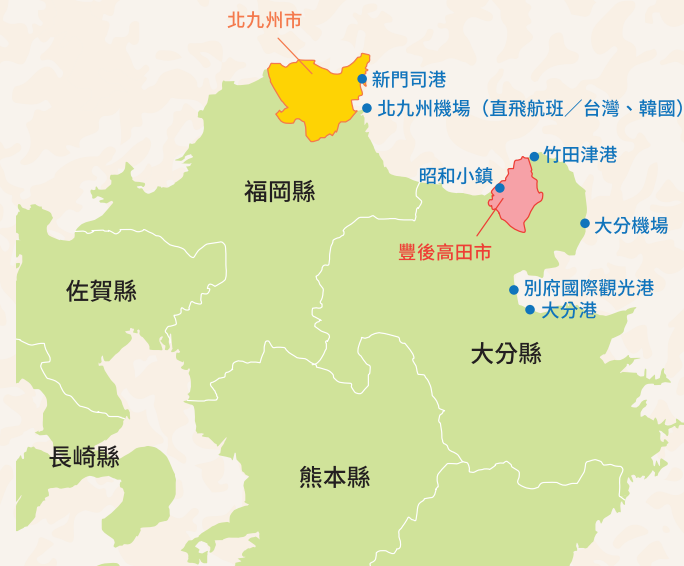 北九州市
新門司港
北九州機場（直飛航班／台灣、韓國）
竹田津港
昭和小鎮
福岡縣
大分機場
豐後高田市
佐賀縣
別府國際觀光港
大分港
大分縣
長崎縣
熊本縣